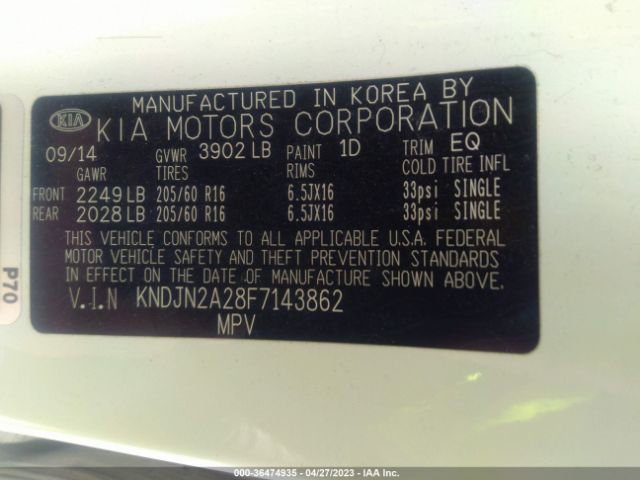 MANUFACTURED IN KOREA BY
KIA KIA MOTORS CORPORATION
09/14 GVWR 3902 LB PAINT 1D TRIM EQ
GAWR TIRES RIMS COLD TIRE INFL
FRONT 2249 LB 205/60 R16 6.5JX16 33psi SINGLE
REAR 2028 LB 205/60 R16 6.5JX16 33psi SINGLE
THIS VEHICLE CONFORMS TO ALL APPLICABLE U.S.A. FEDERAL
MOTOR VEHICLE SAFETY AND THEFT PREVENTION STANDARDS
IN EFFECT ON THE DATE OF MANUFACTURE SHOWN ABOVE.
V.I.N KNDJN2A28F7143862
MPV
P70
000-36474935 - 04/27/2023 - IAA Inc.